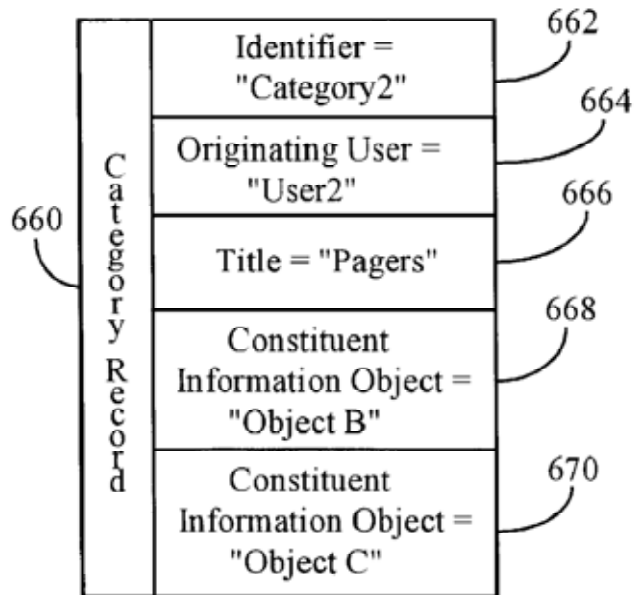 662
Identifier =
"Category2"
664
Originating User =
"User2"
666
660
Category Record
Title = "Pagers"
668
Constituent
Information Object =
"Object B"
670
Constituent
Information Object =
"Object C"